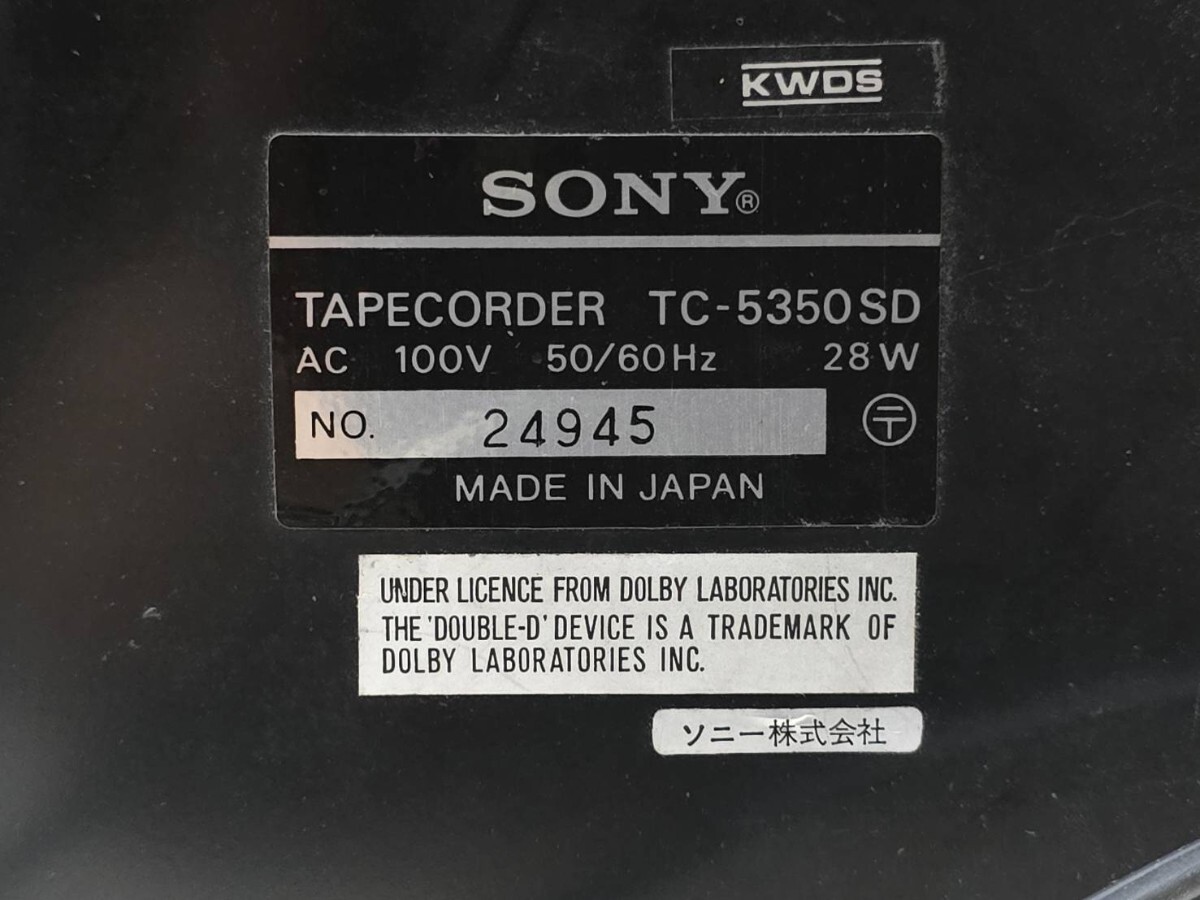 KWDS
SONY®
TAPECORDER TC-5350SD
AC 100V 50/60Hz 28W
NO. 24945 〶
MADE IN JAPAN
UNDER LICENCE FROM DOLBY LABORATORIES INC.
THE 'DOUBLE-D' DEVICE IS A TRADEMARK OF
DOLBY LABORATORIES INC.
ソニー株式会社